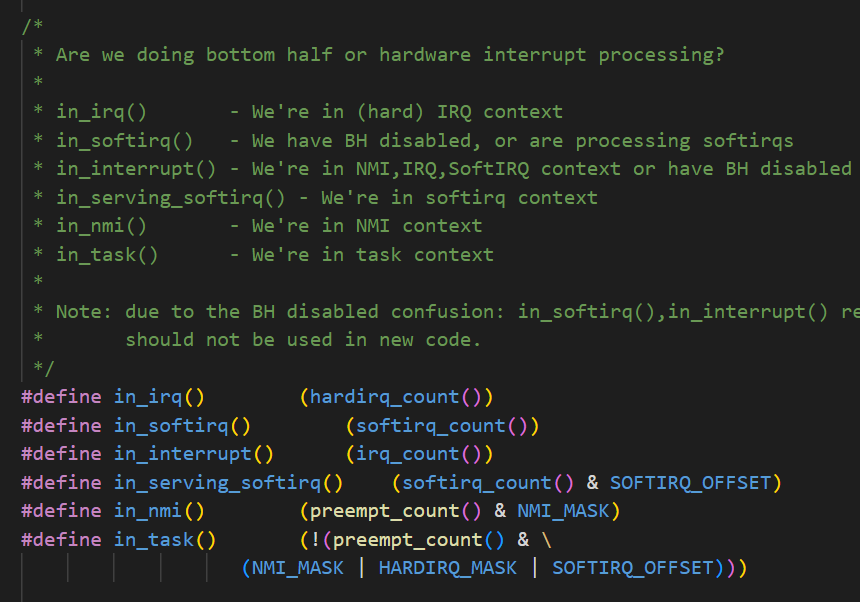 /*
 * Are we doing bottom half or hardware interrupt processing?
 *
 * in_irq()       - We're in (hard) IRQ context
 * in_softirq()   - We have BH disabled, or are processing softirqs
 * in_interrupt() - We're in NMI,IRQ,SoftIRQ context or have BH disabled
 * in_serving_softirq() - We're in softirq context
 * in_nmi()       - We're in NMI context
 * in_task()      - We're in task context
 *
 * Note: due to the BH disabled confusion: in_softirq(),in_interrupt() re
 *       should not be used in new code.
 */
#define in_irq()        (hardirq_count())
#define in_softirq()        (softirq_count())
#define in_interrupt()      (irq_count())
#define in_serving_softirq()    (softirq_count() & SOFTIRQ_OFFSET)
#define in_nmi()        (preempt_count() & NMI_MASK)
#define in_task()       (!(preempt_count() & \
                   (NMI_MASK | HARDIRQ_MASK | SOFTIRQ_OFFSET)))